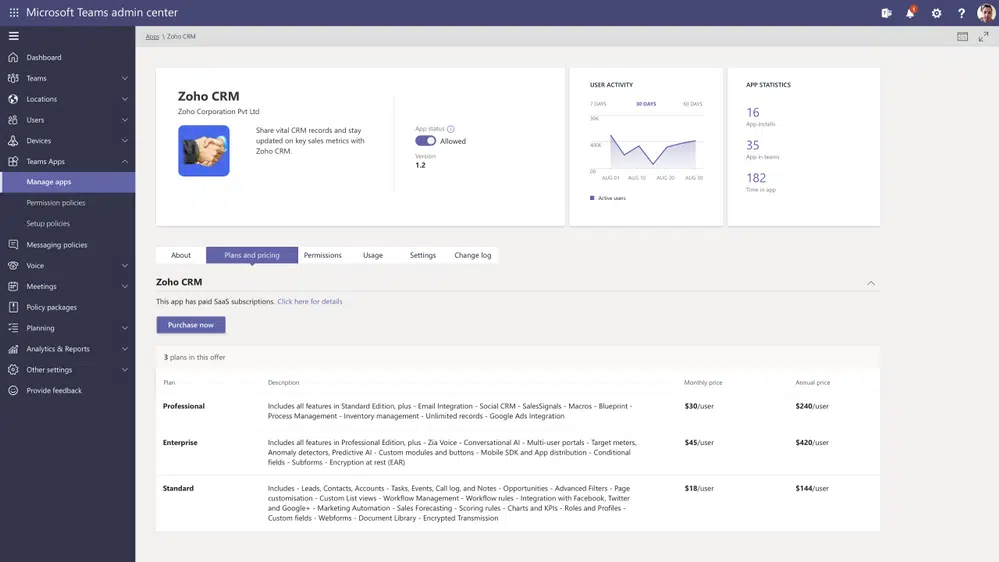 Microsoft Teams admin center
Apps \ Zoho CRM
Dashboard
Teams
Locations
Users
Devices
Teams Apps
Manage apps
Permission policies
Setup policies
Messaging policies
Voice
Meetings
Policy packages
Planning
Analytics & Reports
Other settings
Provide feedback
Zoho CRM
Zoho Corporation Pvt Ltd
Share vital CRM records and stay
updated on key sales metrics with
Zoho CRM.
App status
Allowed
Version
1.2
USER ACTIVITY
7 DAYS 30 DAYS 60 DAYS
30K
400K
0B
AUG 01 AUG 10 AUG 20 AUG 30
Active users
APP STATISTICS
16
App installs
35
App in teams
182
Time in app
About Plans and pricing Permissions Usage Settings Change log
Zoho CRM
This app has paid SaaS subscriptions. Click here for details
Purchase now
3 plans in this offer
Plan Description Monthly price Annual price
Professional Includes all features in Standard Edition, plus - Email Integration - Social CRM - SalesSignals - Macros - Blueprint - $30/user $240/user
Process Management - Inventory management - Unlimited records - Google Ads Integration
Enterprise Includes all features in Professional Edition, plus - Zia Voice - Conversational AI - Multi-user portals - Target meters, $45/user $420/user
Anomaly detectors, Predictive AI - Custom modules and buttons - Mobile SDK and App distribution - Conditional
fields - Subforms - Encryption at rest (EAR)
Standard Includes - Leads, Contacts, Accounts - Tasks, Events, Call log, and Notes - Opportunities - Advanced Filters - Page $18/user $144/user
customisation - Custom List views - Workflow Management - Workflow rules - Integration with Facebook, Twitter
and Google+ - Marketing Automation - Sales Forecasting - Scoring rules - Charts and KPIs - Roles and Profiles -
Custom fields - Webforms - Document Library - Encrypted Transmission